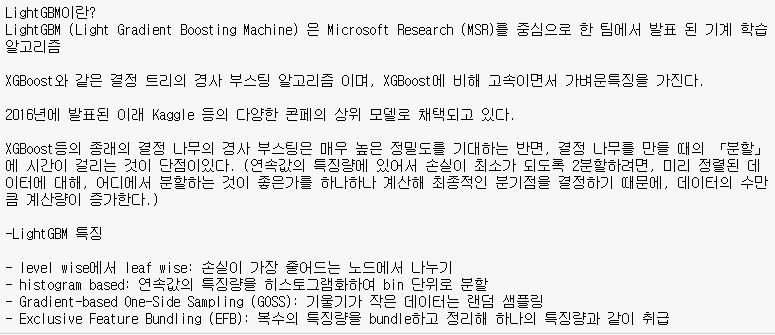 LightGBM이란?
LightGBM (Light Gradient Boosting Machine) 은 Microsoft Research (MSR)를 중심으로 한 팀에서 발표 된 기계 학습
알고리즘
XGBoost와 같은 결정 트리의 경사 부스팅 알고리즘 이며, XGBoost에 비해 고속이면서 가벼운특징을 가진다.
2016년에 발표된 이래 Kaggle 등의 다양한 콘페의 상위 모델로 채택되고 있다.
XGBoost등의 종래의 결정 나무의 경사 부스팅은 매우 높은 정밀도를 기대하는 반면, 결정 나무를 만들 때의 「분할」
에 시간이 걸리는 것이 단점이있다. (연속값의 특징량에 있어서 손실이 최소가 되도록 2분할하려면, 미리 정렬된 데
이터에 대해, 어디에서 분할하는 것이 좋은가를 하나하나 계산해 최종적인 분기점을 결정하기 때문에, 데이터의 수만
큼 계산량이 증가한다.)
-LightGBM 특징
- level wise에서 leaf wise: 손실이 가장 줄어드는 노드에서 나누기
- histogram based: 연속값의 특징량을 히스토그램화하여 bin 단위로 분할
- Gradient-based One-Side Sampling (GOSS): 기울기가 작은 데이터는 랜덤 샘플링
- Exclusive Feature Bundling (EFB): 복수의 특징량을 bundle하고 정리해 하나의 특징량과 같이 취급